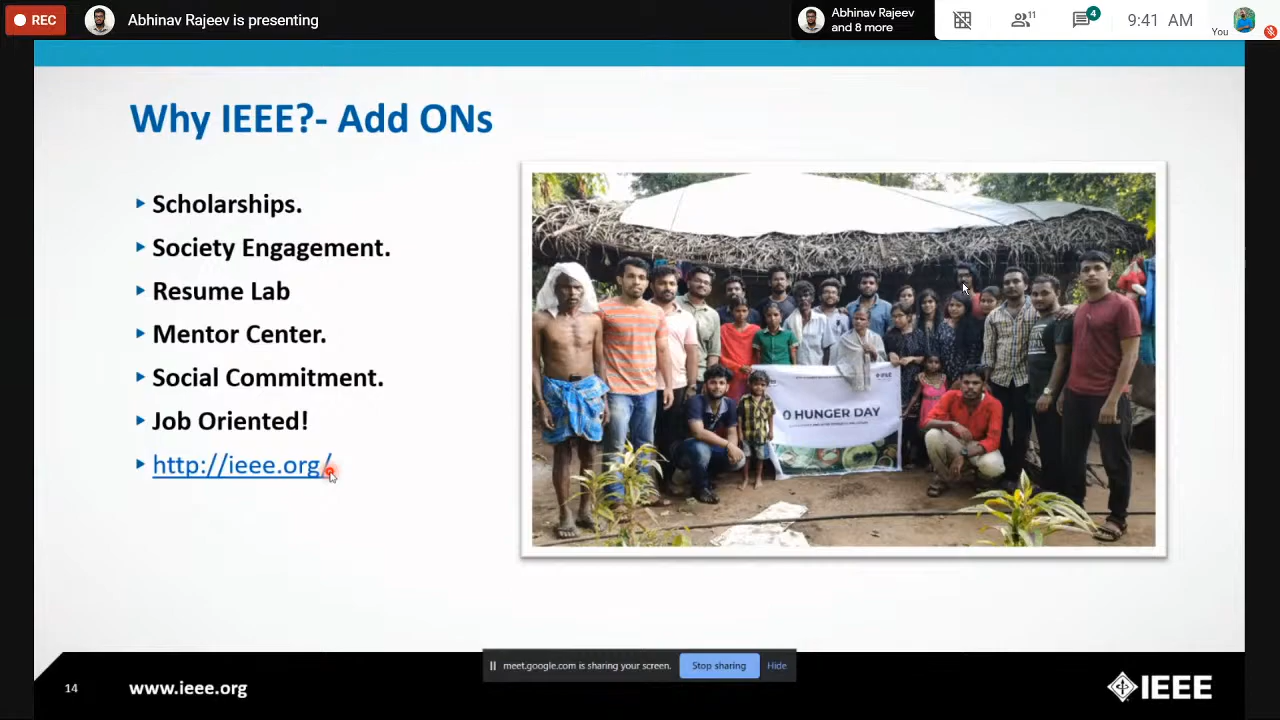 REC
Abhinav Rajeev is presenting
Abhinav Rajeev
and 8 more
11
4
9:41 AM
You
Why IEEE?- Add ONs
Scholarships.
Society Engagement.
Resume Lab
Mentor Center.
Social Commitment.
Job Oriented!
http://ieee.org/
0 HUNGER DAY
meet.google.com is sharing your screen.
Stop sharing
Hide
14
www.ieee.org
IEEE